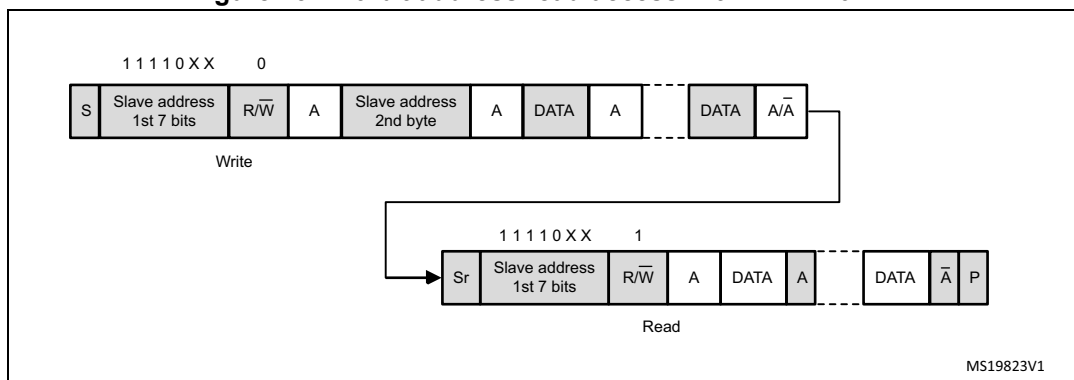 1 1 1 1 0 X X 0
S Slave address 1st 7 bits R/W̅ A Slave address 2nd byte A DATA A DATA A/A̅
Write
1 1 1 1 0 X X 1
Sr Slave address 1st 7 bits R/W̅ A DATA A DATA A̅ P
Read
MS19823V1